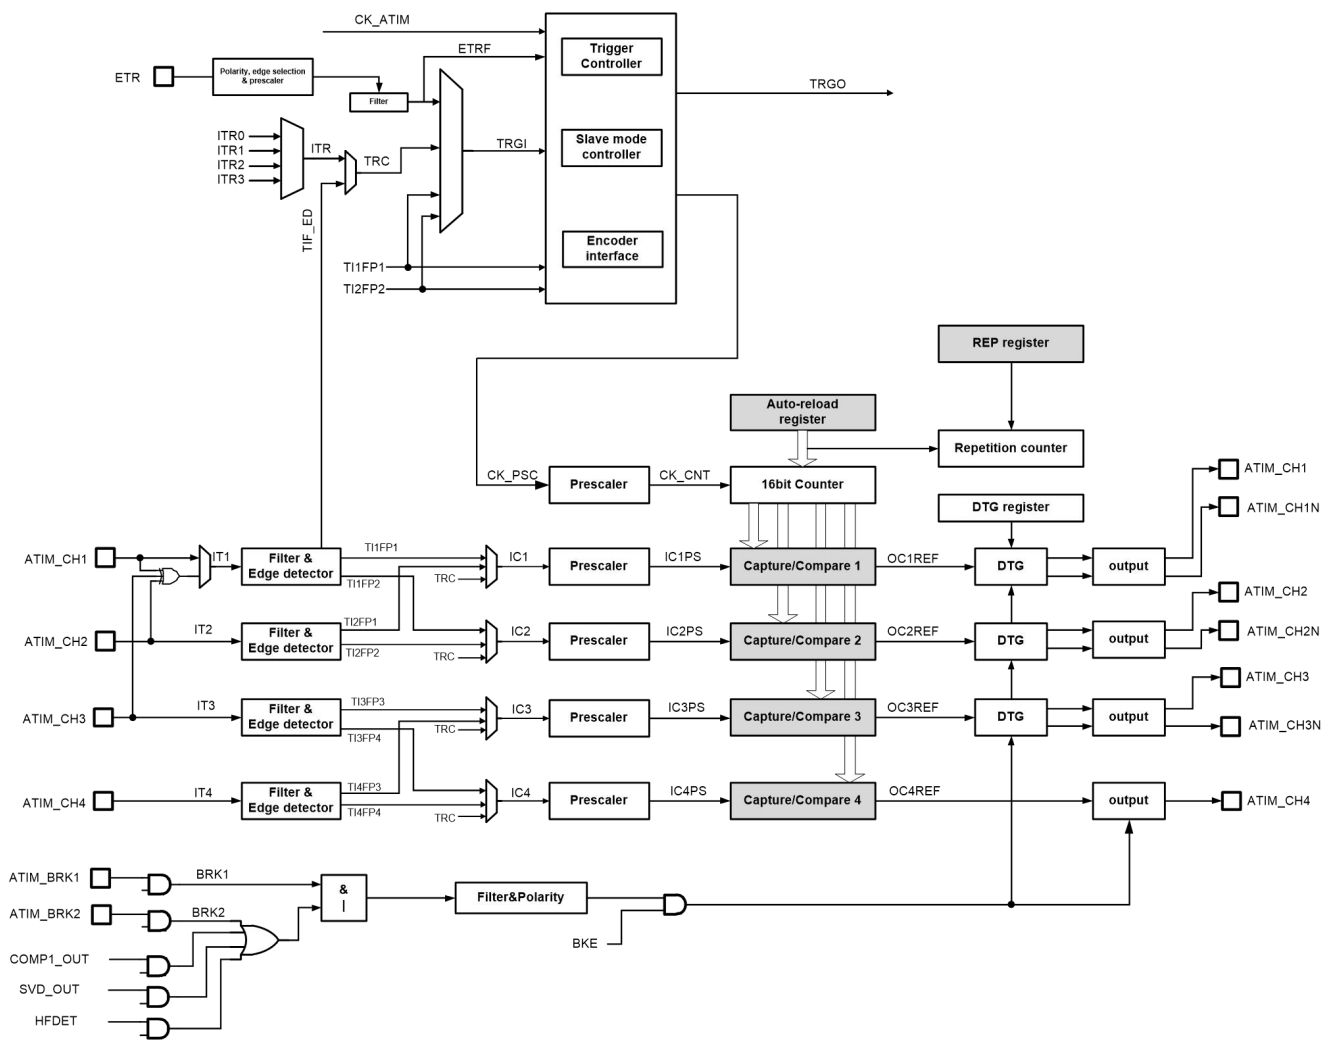 CK_ATIM
ETRF
Trigger
Controller
ETR
Polarity, edge selection
& prescaler
Filter
TRGO
ITR0
ITR1
ITR2
ITR3
ITR
TRC
TRGI
Slave mode
controller
TIF_ED
Encoder
interface
TI1FP1
TI2FP2
REP register
Auto-reload
register
Repetition counter
CK_PSC
Prescaler
CK_CNT
16bit Counter
DTG register
ATIM_CH1
ATIM_CH1N
ATIM_CH1
IT1
Filter &
Edge detector
TI1FP1
TI1FP2
TRC
IC1
Prescaler
IC1PS
Capture/Compare 1
OC1REF
DTG
output
ATIM_CH2
ATIM_CH2N
ATIM_CH2
IT2
Filter &
Edge detector
TI2FP1
TI2FP2
TRC
IC2
Prescaler
IC2PS
Capture/Compare 2
OC2REF
DTG
output
ATIM_CH3
ATIM_CH3N
ATIM_CH3
IT3
Filter &
Edge detector
TI3FP3
TI3FP4
TRC
IC3
Prescaler
IC3PS
Capture/Compare 3
OC3REF
DTG
output
ATIM_CH4
IT4
Filter &
Edge detector
TI4FP3
TI4FP4
TRC
IC4
Prescaler
IC4PS
Capture/Compare 4
OC4REF
output
ATIM_CH4
ATIM_BRK1
BRK1
&
|
Filter&Polarity
ATIM_BRK2
BRK2
BKE
COMP1_OUT
SVD_OUT
HFDET